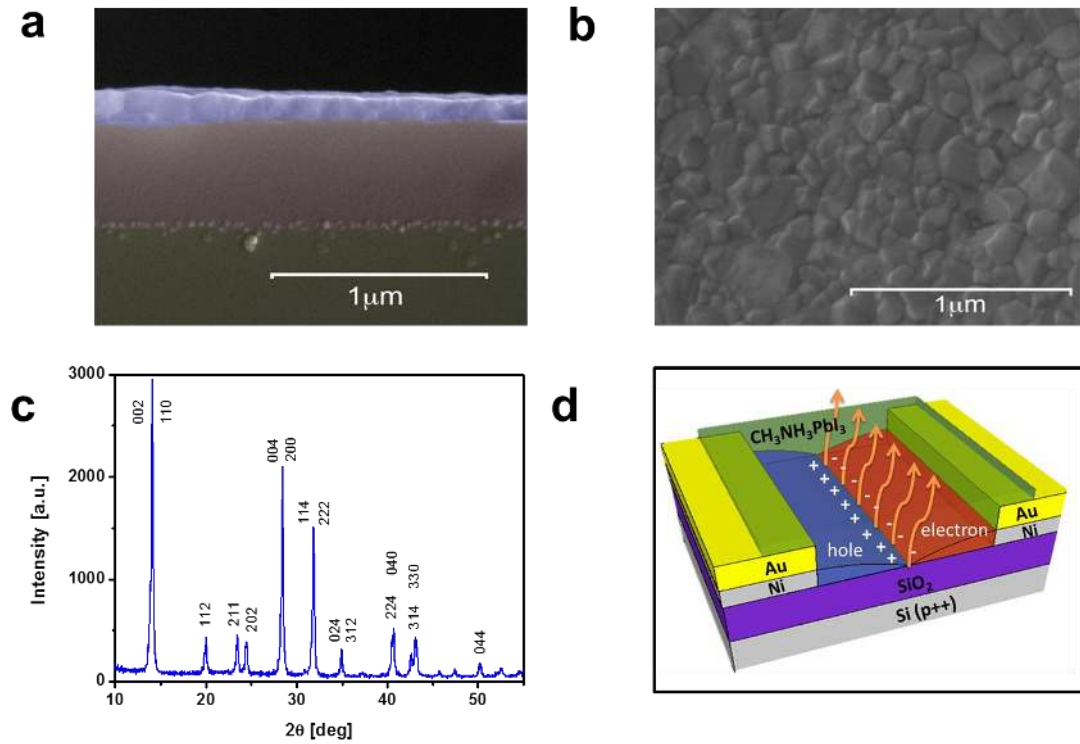 a
b
1μm
1μm
c
Intensity [a.u.]
3000
2000
1000
0
002
110
112
211
202
004
200
114
222
024
312
224
040
314
330
044
10
20
30
40
50
2θ [deg]
d
CH₃NH₃PbI₃
+ + + + + + + +
- - - - - - -
hole
electron
Au
Ni
Au
Ni
SiO₂
Si (p++)